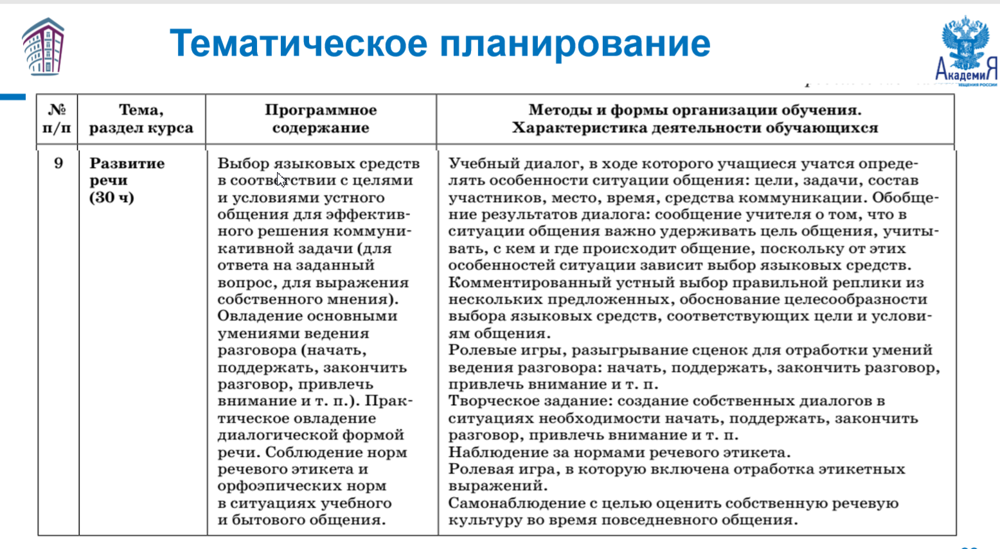 Тематическое планирование
АкадемиЯ
№
п/п
Тема,
раздел курса
Программное
содержание
Методы и формы организации обучения.
Характеристика деятельности обучающихся
9
Развитие
речи
(30 ч)
Выбор языковых средств
в соответствии с целями
и условиями устного
общения для эффектив-
ного решения коммуни-
кативной задачи (для
ответа на заданный
вопрос, для выражения
собственного мнения).
Овладение основными
умениями ведения
разговора (начать,
поддержать, закончить
разговор, привлечь
внимание и т. п.). Прак-
тическое овладение
диалогической формой
речи. Соблюдение норм
речевого этикета и
орфоэпических норм
в ситуациях учебного
и бытового общения.
Учебный диалог, в ходе которого учащиеся учатся опреде-
лять особенности ситуации общения: цели, задачи, состав
участников, место, время, средства коммуникации. Обобще-
ние результатов диалога: сообщение учителя о том, что в
ситуации общения важно удерживать цель общения, учиты-
вать, с кем и где происходит общение, поскольку от этих
особенностей ситуации зависит выбор языковых средств.
Комментированный устный выбор правильной реплики из
нескольких предложенных, обоснование целесообразности
выбора языковых средств, соответствующих цели и услови-
ям общения.
Ролевые игры, разыгрывание сценок для отработки умений
ведения разговора: начать, поддержать, закончить разговор,
привлечь внимание и т. п.
Творческое задание: создание собственных диалогов в
ситуациях необходимости начать, поддержать, закончить
разговор, привлечь внимание и т. п.
Наблюдение за нормами речевого этикета.
Ролевая игра, в которую включена отработка этикетных
выражений.
Самонаблюдение с целью оценить собственную речевую
культуру во время повседневного общения.